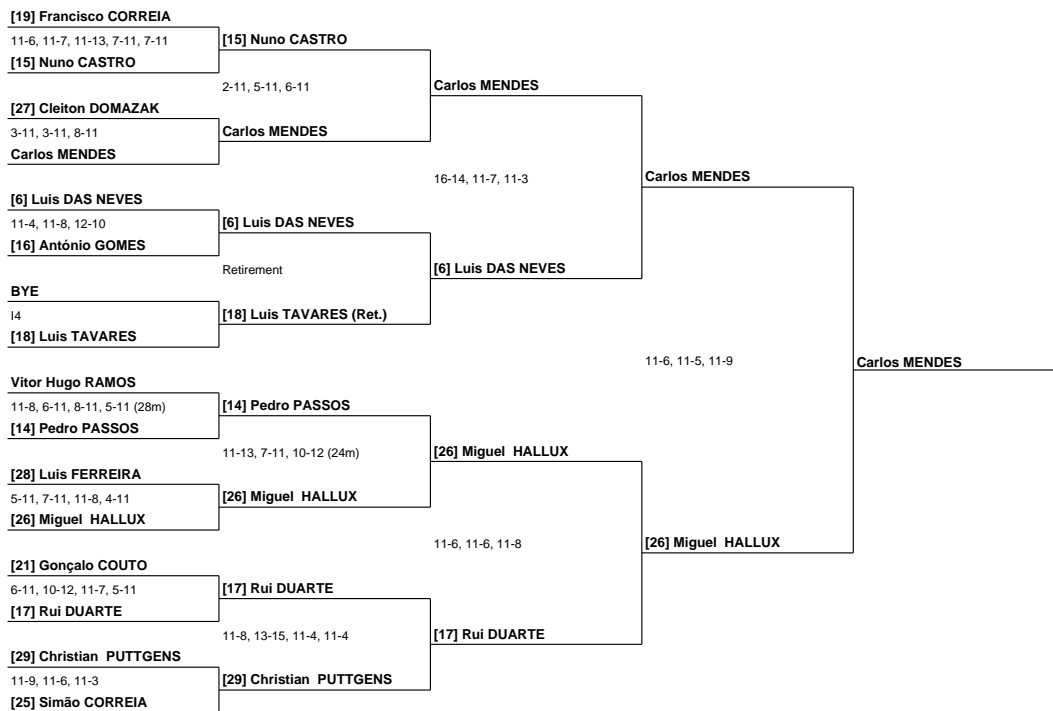 [19] Francisco CORREIA
11-6, 11-7, 11-13, 7-11, 7-11
[15] Nuno CASTRO
[27] Cleiton DOMAZAK
3-11, 3-11, 8-11
Carlos MENDES
[6] Luis DAS NEVES
11-4, 11-8, 12-10
[16] António GOMES
BYE
I4
[18] Luis TAVARES
Vitor Hugo RAMOS
11-8, 6-11, 8-11, 5-11 (28m)
[14] Pedro PASSOS
[28] Luis FERREIRA
5-11, 7-11, 11-8, 4-11
[26] Miguel  HALLUX
[21] Gonçalo COUTO
6-11, 10-12, 11-7, 5-11
[17] Rui DUARTE
[29] Christian  PUTTGENS
11-9, 11-6, 11-3
[25] Simão CORREIA
[15] Nuno CASTRO
2-11, 5-11, 6-11
Carlos MENDES
[6] Luis DAS NEVES
Retirement
[18] Luis TAVARES (Ret.)
[14] Pedro PASSOS
11-13, 7-11, 10-12 (24m)
[26] Miguel  HALLUX
[17] Rui DUARTE
11-8, 13-15, 11-4, 11-4
[29] Christian  PUTTGENS
Carlos MENDES
16-14, 11-7, 11-3
[6] Luis DAS NEVES
[26] Miguel  HALLUX
11-6, 11-6, 11-8
[17] Rui DUARTE
Carlos MENDES
11-6, 11-5, 11-9
[26] Miguel  HALLUX
Carlos MENDES